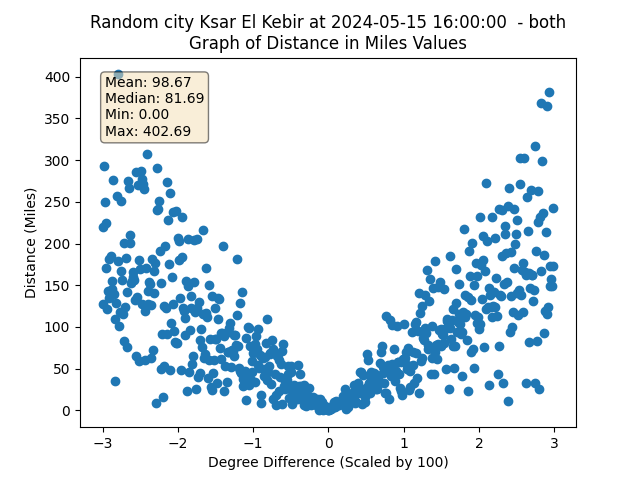 Random city Ksar El Kebir at 2024-05-15 16:00:00  - both
Graph of Distance in Miles Values
Mean: 98.67
Median: 81.69
Min: 0.00
Max: 402.69
Distance (Miles)
400
350
300
250
200
150
100
50
0
−3
−2
−1
0
1
2
3
Degree Difference (Scaled by 100)